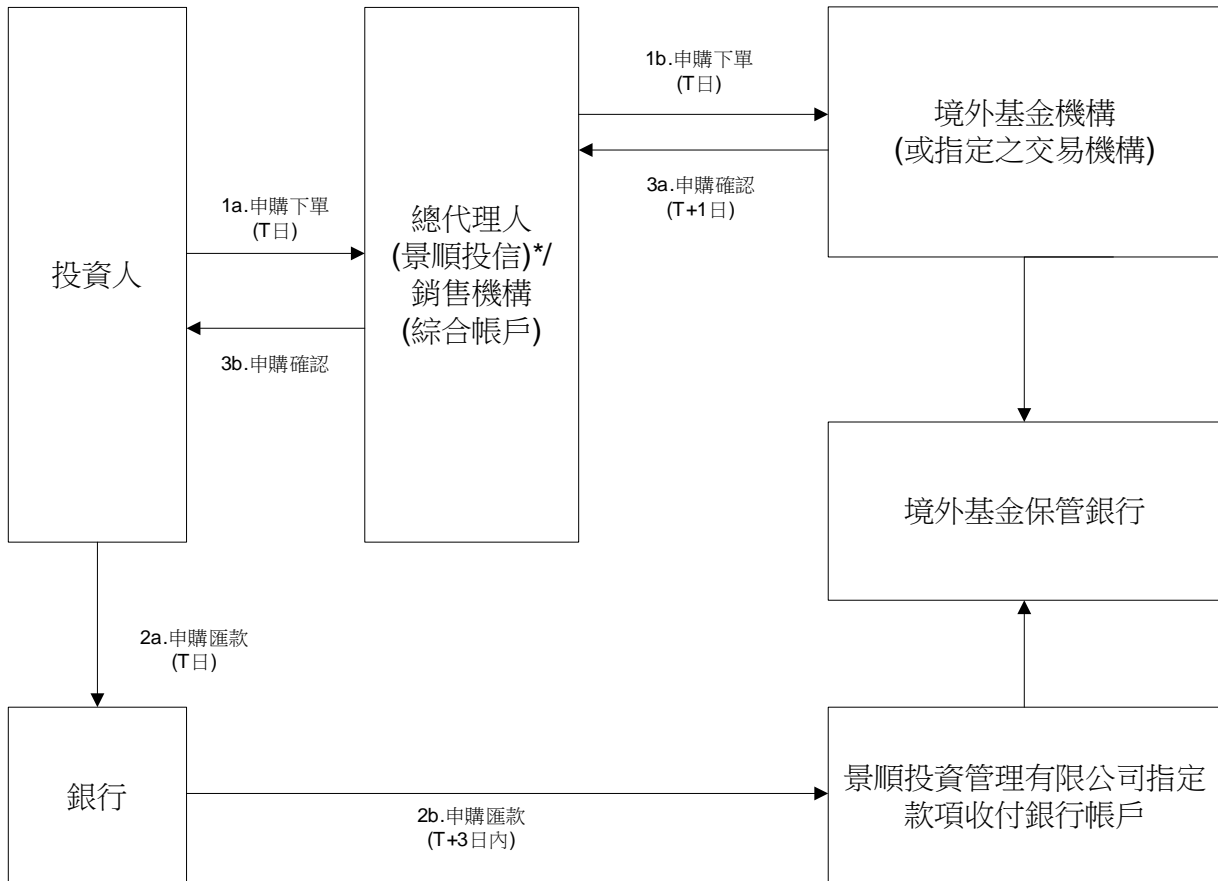 1b.申購下單
(T日)
境外基金機構
(或指定之交易機構)
3a.申購確認
(T+1日)
1a.申購下單
(T日)
總代理人
(景順投信)*/
銷售機構
(綜合帳戶)
投資人
3b.申購確認
境外基金保管銀行
2a.申購匯款
(T日)
銀行
2b.申購匯款
(T+3日內)
景順投資管理有限公司指定
款項收付銀行帳戶